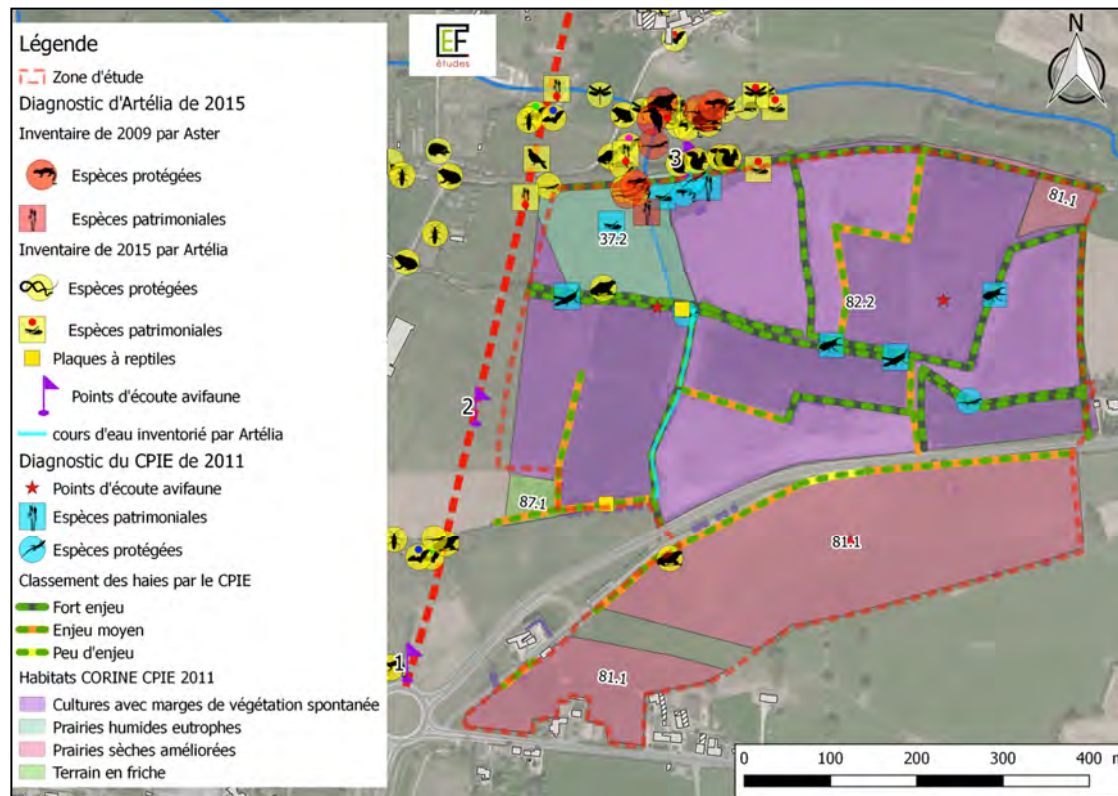 Légende
Zone d'étude
Diagnostic d'Artélia de 2015
Inventaire de 2009 par Aster
Espèces protégées
Espèces patrimoniales
Inventaire de 2015 par Artélia
Espèces protégées
Espèces patrimoniales
Plaques à reptiles
Points d'écoute avifaune
cours d'eau inventorié par Artélia
Diagnostic du CPIE de 2011
Points d'écoute avifaune
Espèces patrimoniales
Espèces protégées
Classement des haies par le CPIE
Fort enjeu
Enjeu moyen
Peu d'enjeu
Habitats CORINE CPIE 2011
Cultures avec marges de végétation spontanée
Prairies humides eutrophes
Prairies sèches améliorées
Terrain en friche
CEF
études
N
3
81.1
37.2
82.2
2
87.1
81.1
1
81.1
0 100 200 300 400 m